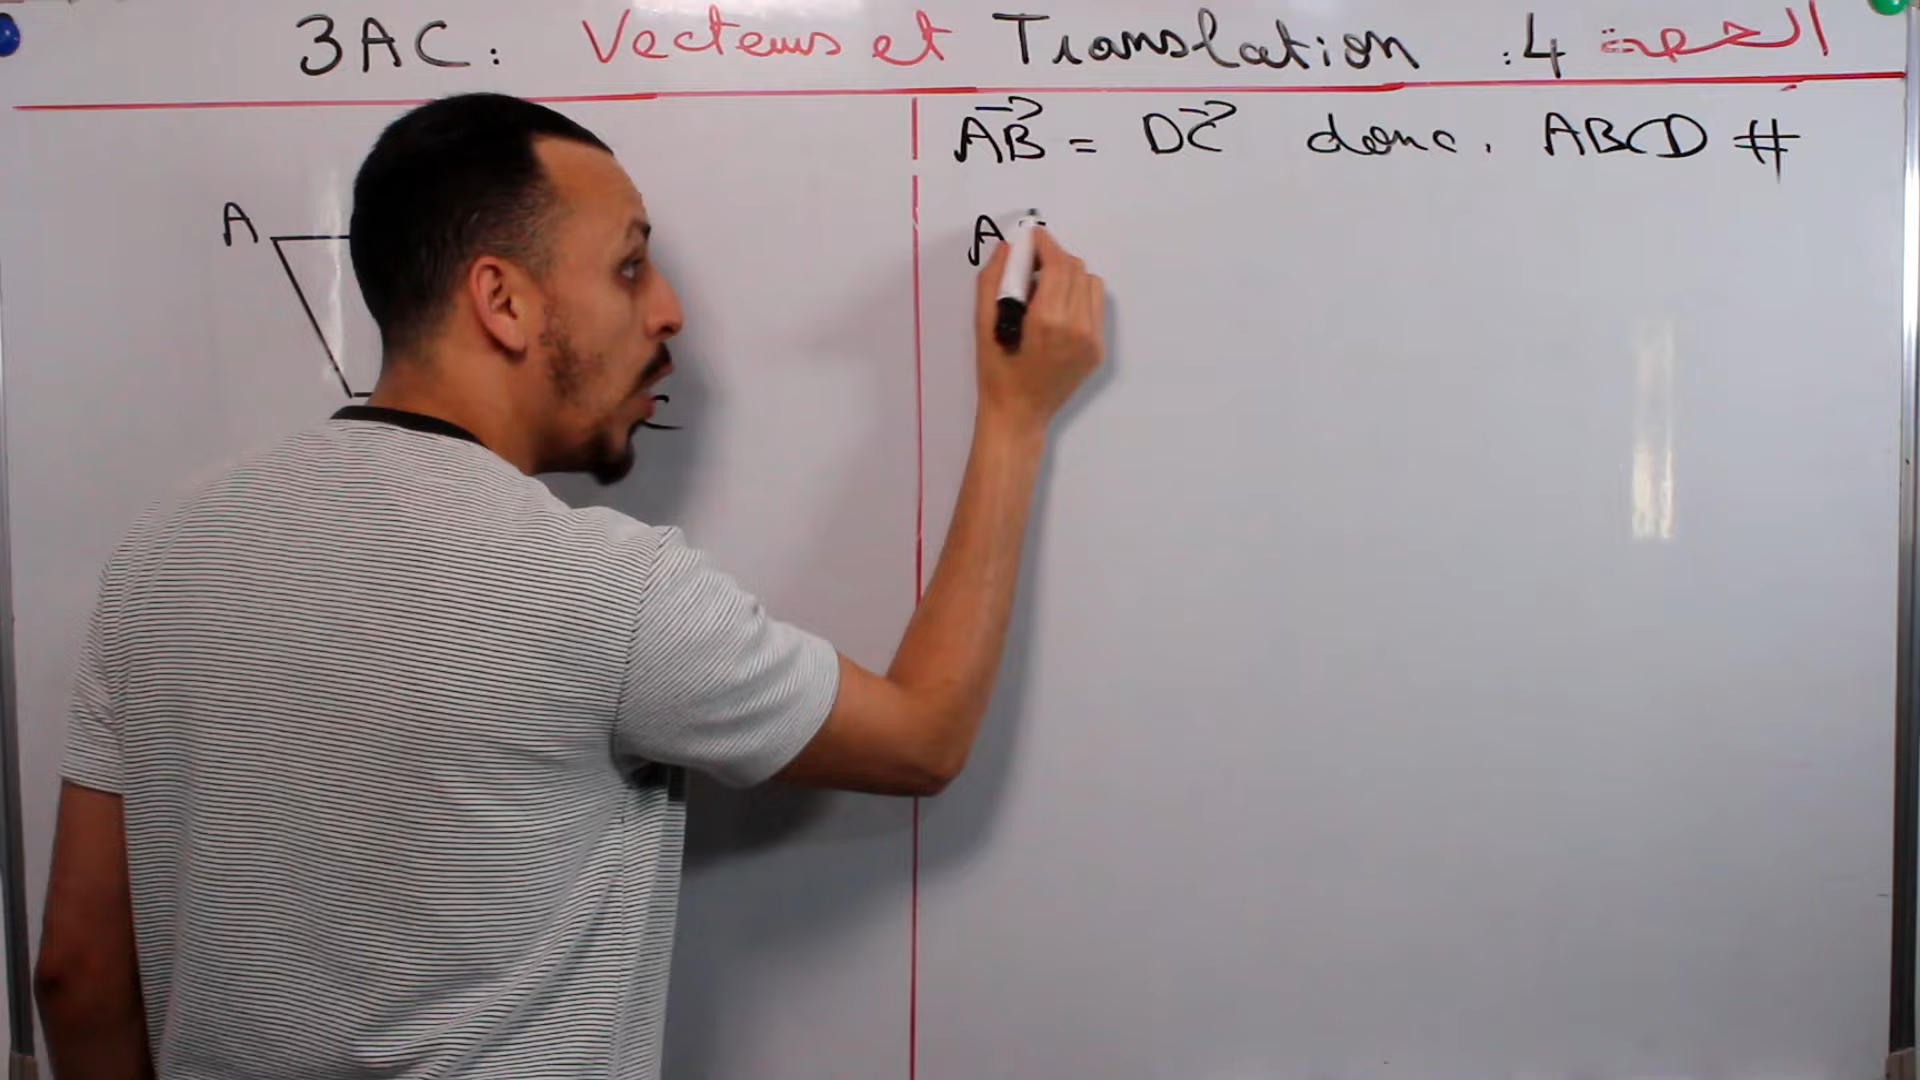 3AC: Vecteurs et Translation :4 الحصة
A
C
AB = DC donc. ABCD #
A